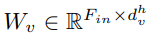 W_v ∈ ℝ^{F_{in}×d_v^h}